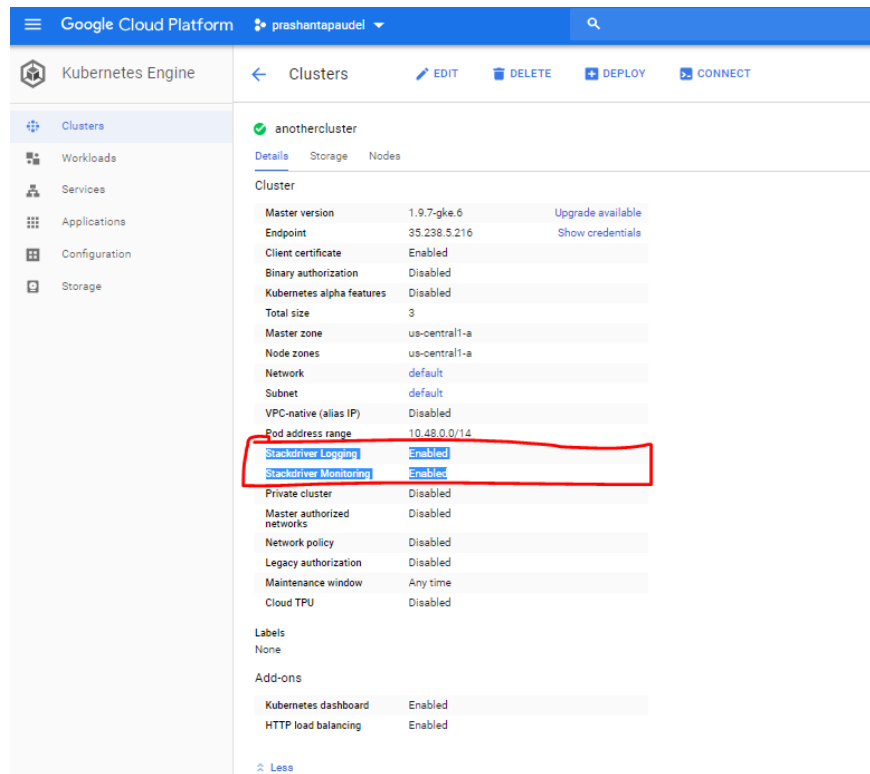 Google Cloud Platform prashantapaudel
Kubernetes Engine
Clusters EDIT DELETE DEPLOY CONNECT
Clusters
Workloads
Services
Applications
Configuration
Storage
anothercluster
Details Storage Nodes
Cluster
Master version 1.9.7-gke.6 Upgrade available
Endpoint 35.238.5.216 Show credentials
Client certificate Enabled
Binary authorization Disabled
Kubernetes alpha features Disabled
Total size 3
Master zone us-central1-a
Node zones us-central1-a
Network default
Subnet default
VPC-native (alias IP) Disabled
Pod address range 10.48.0.0/14
Stackdriver Logging Enabled
Stackdriver Monitoring Enabled
Private cluster Disabled
Master authorized Disabled
networks
Network policy Disabled
Legacy authorization Disabled
Maintenance window Any time
Cloud TPU Disabled
Labels
None
Add-ons
Kubernetes dashboard Enabled
HTTP load balancing Enabled
Less